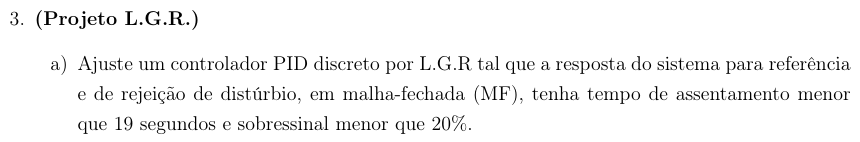 3. (Projeto L.G.R.)
a) Ajuste um controlador PID discreto por L.G.R tal que a resposta do sistema para referência
e de rejeição de distúrbio, em malha-fechada (MF), tenha tempo de assentamento menor
que 19 segundos e sobressinal menor que 20%.